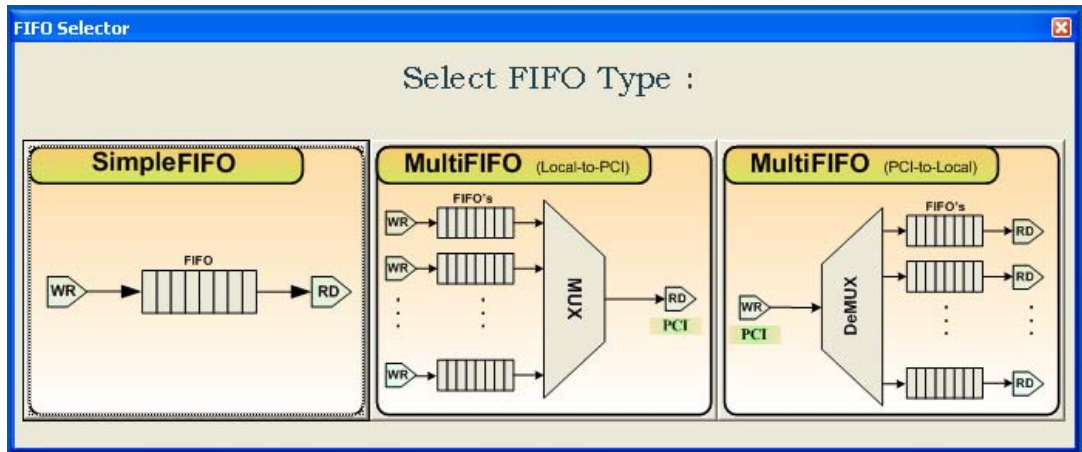 FIFO Selector
Select FIFO Type :
SimpleFIFO
FIFO
WR
RD
MultiFIFO (Local-to-PCI)
FIFO's
WR
WR
WR
MUX
RD
PCI
MultiFIFO (PCI-to-Local)
FIFO's
WR
PCI
DeMUX
RD
RD
RD